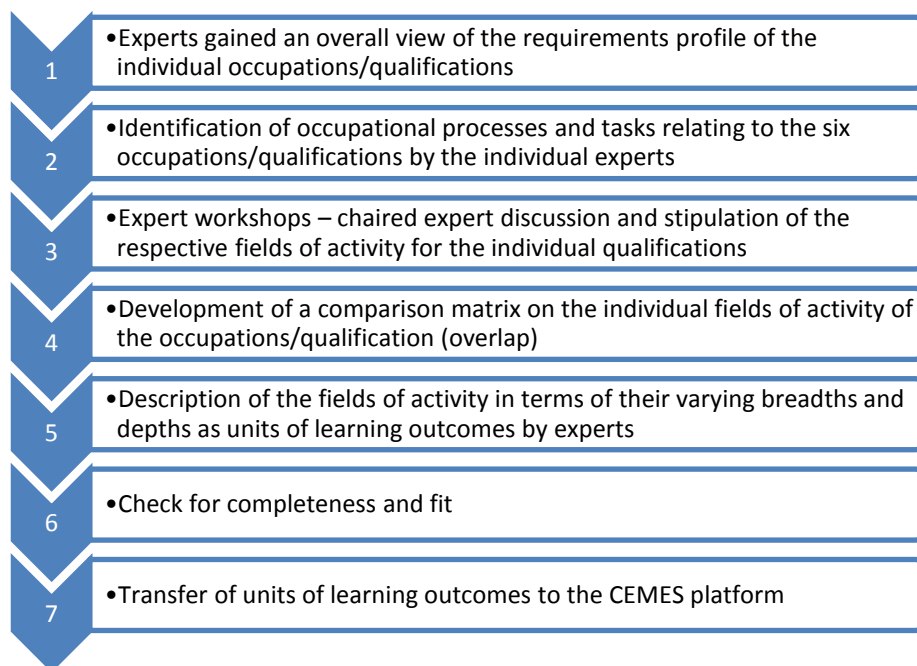 1
•Experts gained an overall view of the requirements profile of the
individual occupations/qualifications
2
•Identification of occupational processes and tasks relating to the six
occupations/qualifications by the individual experts
3
•Expert workshops – chaired expert discussion and stipulation of the
respective fields of activity for the individual qualifications
4
•Development of a comparison matrix on the individual fields of activity of
the occupations/qualification (overlap)
5
•Description of the fields of activity in terms of their varying breadths and
depths as units of learning outcomes by experts
6
•Check for completeness and fit
7
•Transfer of units of learning outcomes to the CEMES platform